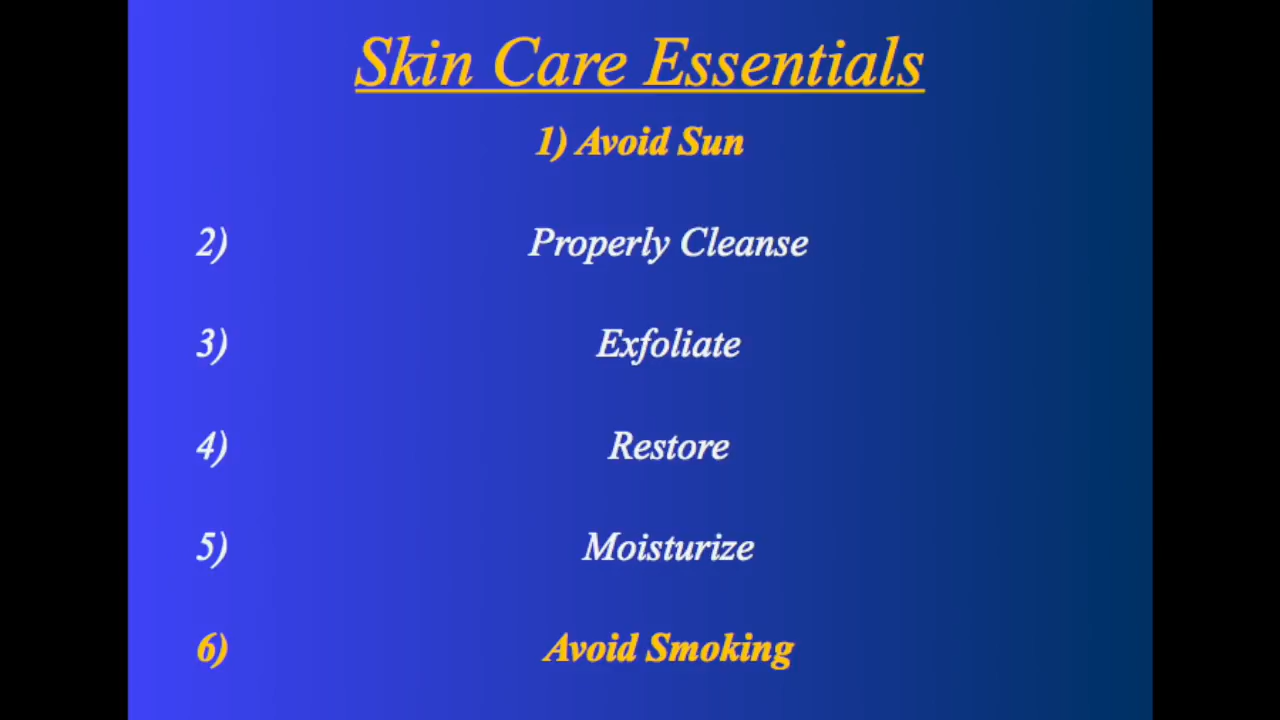 Skin Care Essentials
1) Avoid Sun
2) Properly Cleanse
3) Exfoliate
4) Restore
5) Moisturize
6) Avoid Smoking